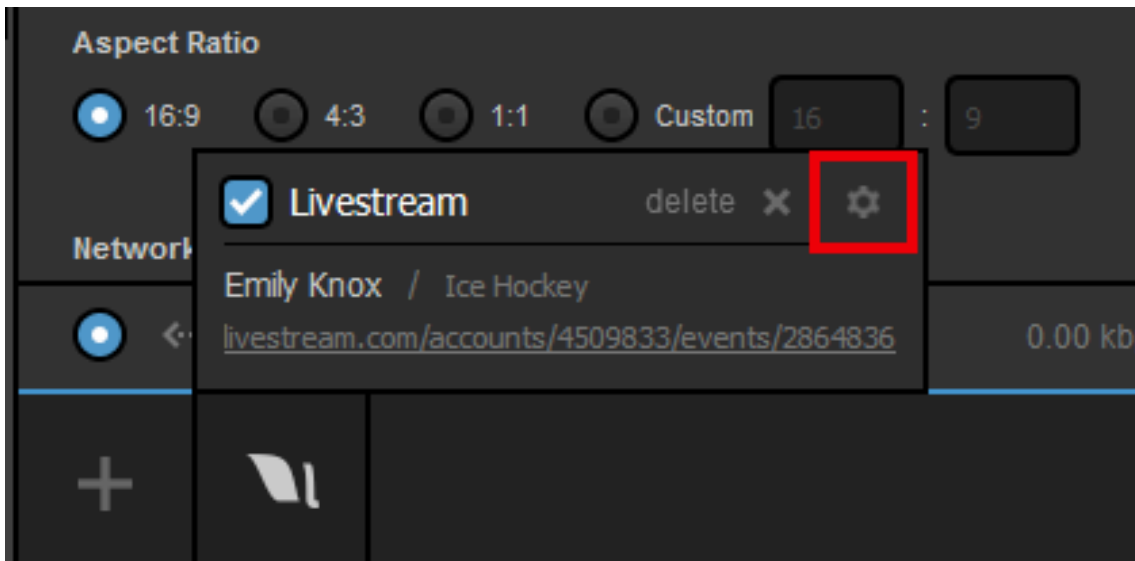 Aspect Ratio
16:9 4:3 1:1 Custom 16 : 9
Livestream delete
Network
Emily Knox / Ice Hockey
livestream.com/accounts/4509833/events/2864836
0.00 kb